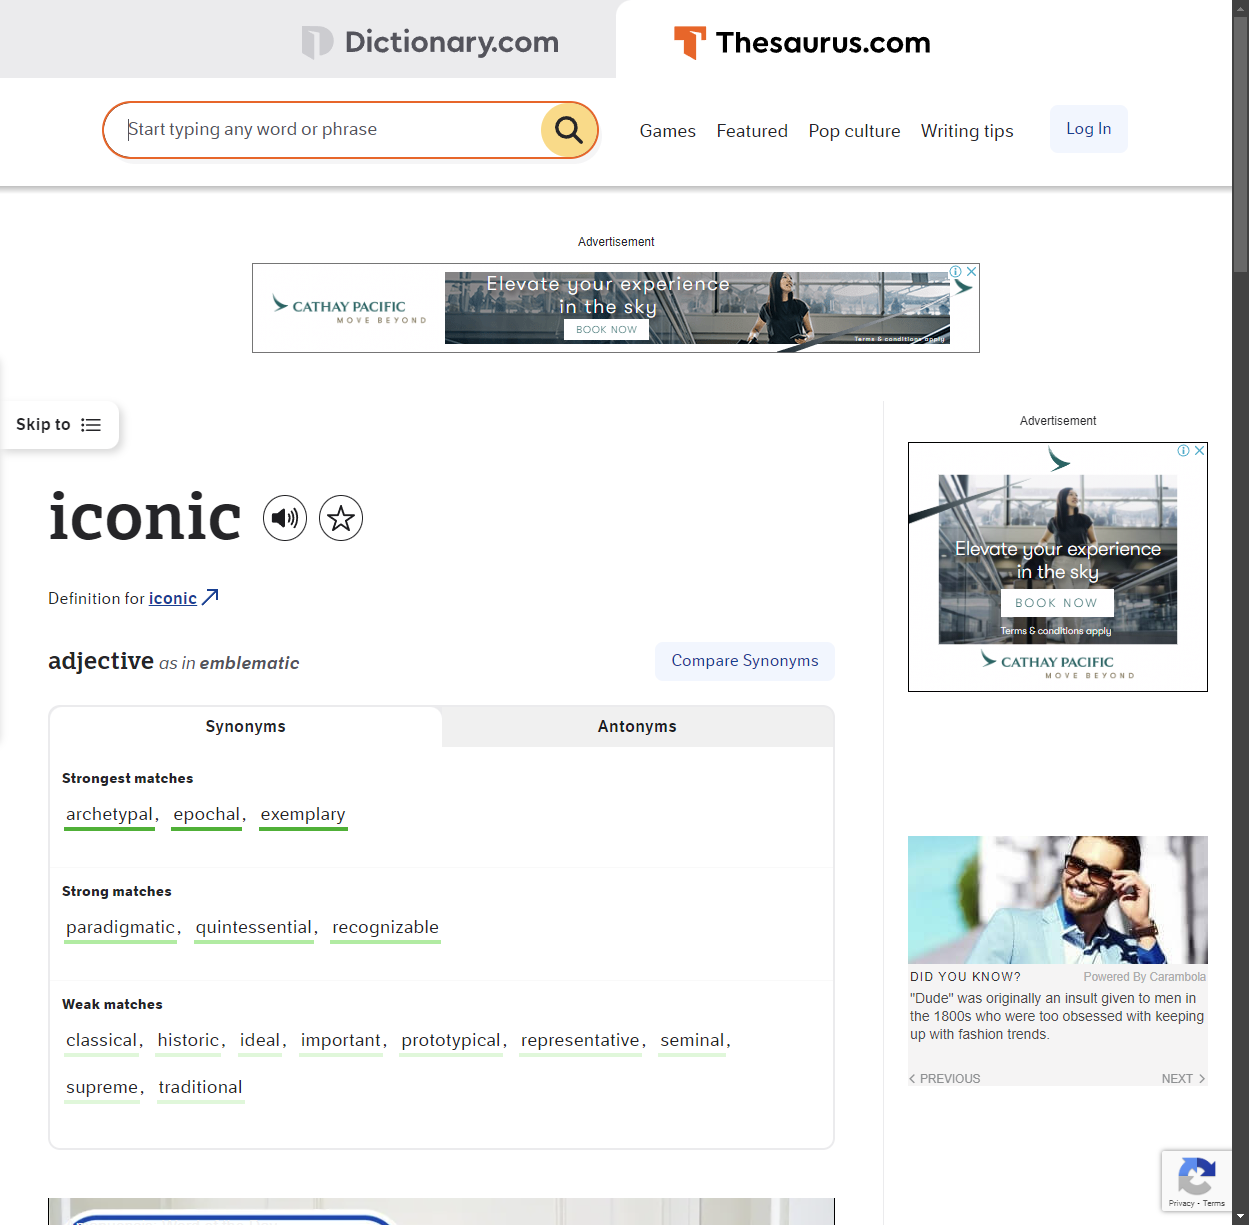 Dictionary.com
Thesaurus.com
Start typing any word or phrase
Games Featured Pop culture Writing tips Log In
Advertisement
CATHAY PACIFIC
MOVE BEYOND
Elevate your experience
in the sky
BOOK NOW
Terms & conditions apply
Skip to
iconic
Definition for iconic
adjective as in emblematic
Compare Synonyms
Synonyms Antonyms
Strongest matches
archetypal, epochal, exemplary
Strong matches
paradigmatic, quintessential, recognizable
Weak matches
classical, historic, ideal, important, prototypical, representative, seminal,
supreme, traditional
Advertisement
Elevate your experience
in the sky
BOOK NOW
Terms & conditions apply
CATHAY PACIFIC
MOVE BEYOND
DID YOU KNOW? Powered By Carambola
"Dude" was originally an insult given to men in
the 1800s who were too obsessed with keeping
up with fashion trends.
PREVIOUS NEXT
Privacy - Terms